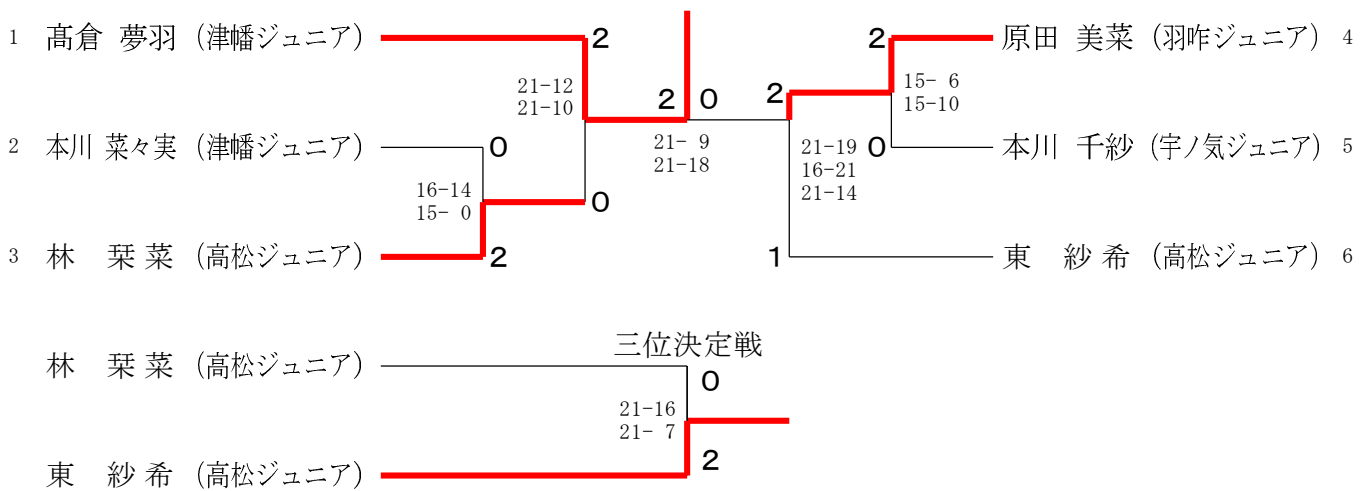 1 髙倉 夢羽 (津幡ジュニア) 2 2 原田 美菜 (羽咋ジュニア) 4
21-12 15- 6
21-10 2 0 2 15-10
2 本川 菜々実 (津幡ジュニア) 0 21- 9 21-19 0 本川 千紗 (宇ノ気ジュニア) 5
21-18 16-21
16-14 21-14
15- 0 0
3 林 栞菜 (高松ジュニア) 2 1 東 紗希 (高松ジュニア) 6
三位決定戦
林 栞菜 (高松ジュニア) 0
21-16
21- 7
東 紗希 (高松ジュニア) 2